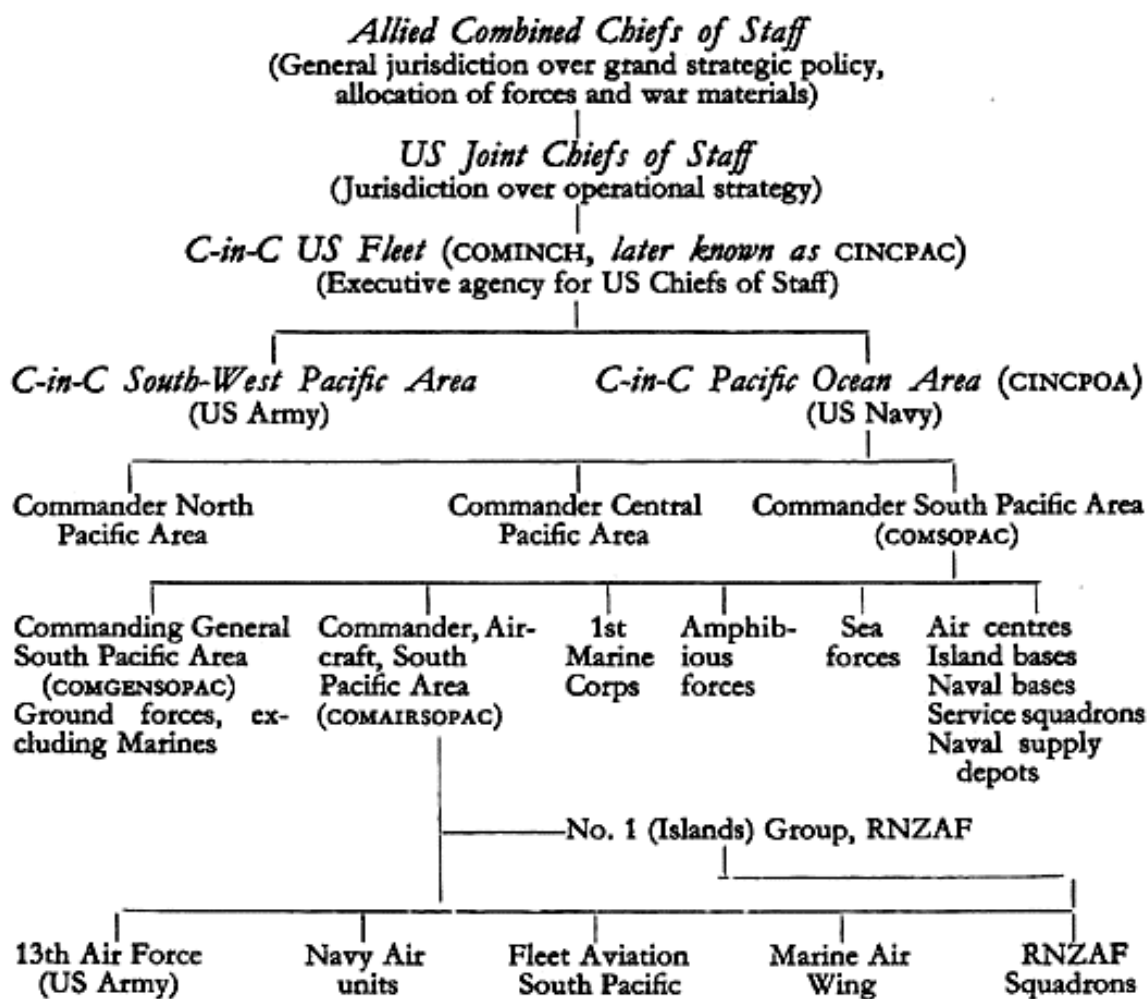 Allied Combined Chiefs of Staff
(General jurisdiction over grand strategic policy,
allocation of forces and war materials)
US Joint Chiefs of Staff
(Jurisdiction over operational strategy)
C-in-C US Fleet (COMINCH, later known as CINCPAC)
(Executive agency for US Chiefs of Staff)
C-in-C South-West Pacific Area
(US Army)
C-in-C Pacific Ocean Area (CINCPOA)
(US Navy)
Commander North
Pacific Area
Commander Central
Pacific Area
Commander South Pacific Area
(COMSOPAC)
Commanding General
South Pacific Area
(COMGENSOPAC)
Ground forces, ex-
cluding Marines
Commander, Air-
craft, South
Pacific Area
(COMAIRSOPAC)
1st
Marine
Corps
Amphib-
ious
forces
Sea
forces
Air centres
Island bases
Naval bases
Service squadrons
Naval supply
depots
No. 1 (Islands) Group, RNZAF
13th Air Force
(US Army)
Navy Air
units
Fleet Aviation
South Pacific
Marine Air
Wing
RNZAF
Squadrons